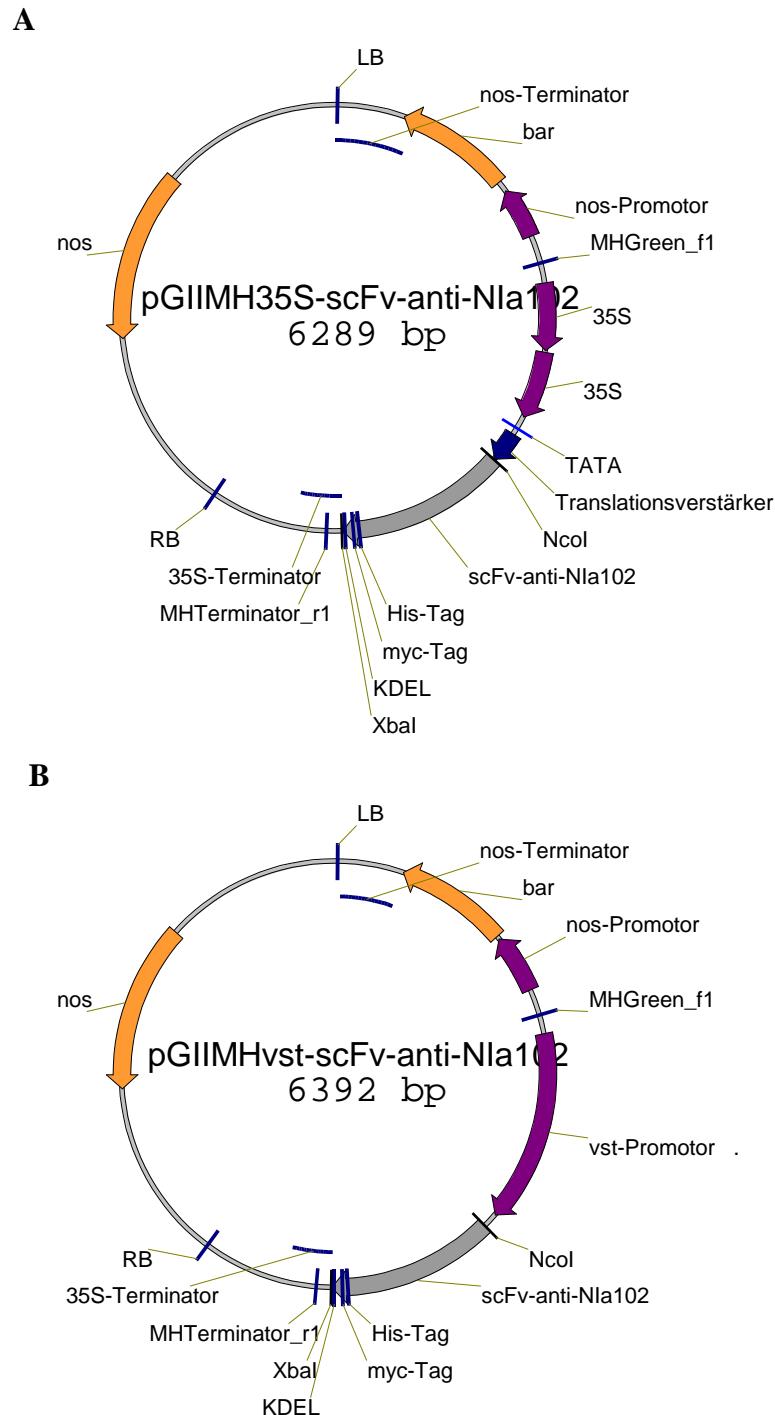 A
LB
nos-Terminator
bar
nos-Promotor
MHGreen_f1
nos
pGIIMH35S-scFv-anti-NIa102
6289 bp
35S
35S
TATA
Translationsverstärker
NcoI
RB
35S-Terminator
scFv-anti-NIa102
MHTerminator_r1
His-Tag
myc-Tag
KDEL
XbaI
B
LB
nos-Terminator
bar
nos-Promotor
MHGreen_f1
nos
pGIIMHvst-scFv-anti-NIa102
6392 bp
vst-Promotor .
RB
NcoI
35S-Terminator
scFv-anti-NIa102
MHTerminator_r1
His-Tag
XbaI
myc-Tag
KDEL